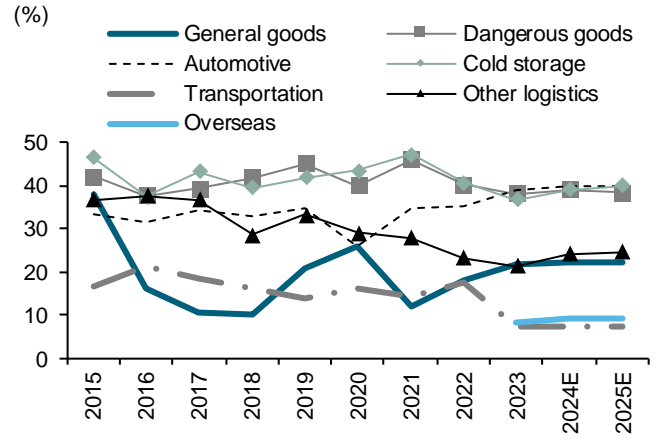 (%)
General goods
Dangerous goods
Automotive
Cold storage
Transportation
Other logistics
Overseas
50
40
30
20
10
0
2015
2016
2017
2018
2019
2020
2021
2022
2023
2024E
2025E